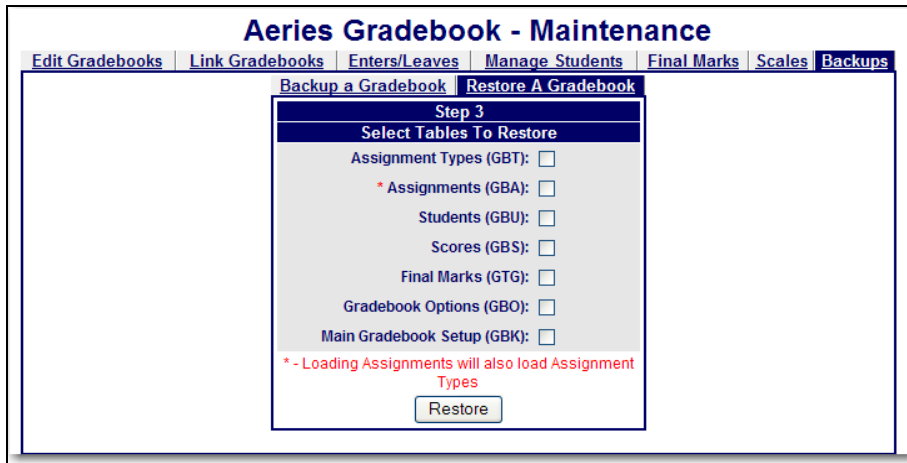 Aeries Gradebook - Maintenance
Edit Gradebooks Link Gradebooks Enters/Leaves Manage Students Final Marks Scales Backups
Backup a Gradebook Restore A Gradebook
Step 3
Select Tables To Restore
Assignment Types (GBT):
* Assignments (GBA):
Students (GBU):
Scores (GBS):
Final Marks (GTG):
Gradebook Options (GBO):
Main Gradebook Setup (GBK):
* - Loading Assignments will also load Assignment
Types
Restore